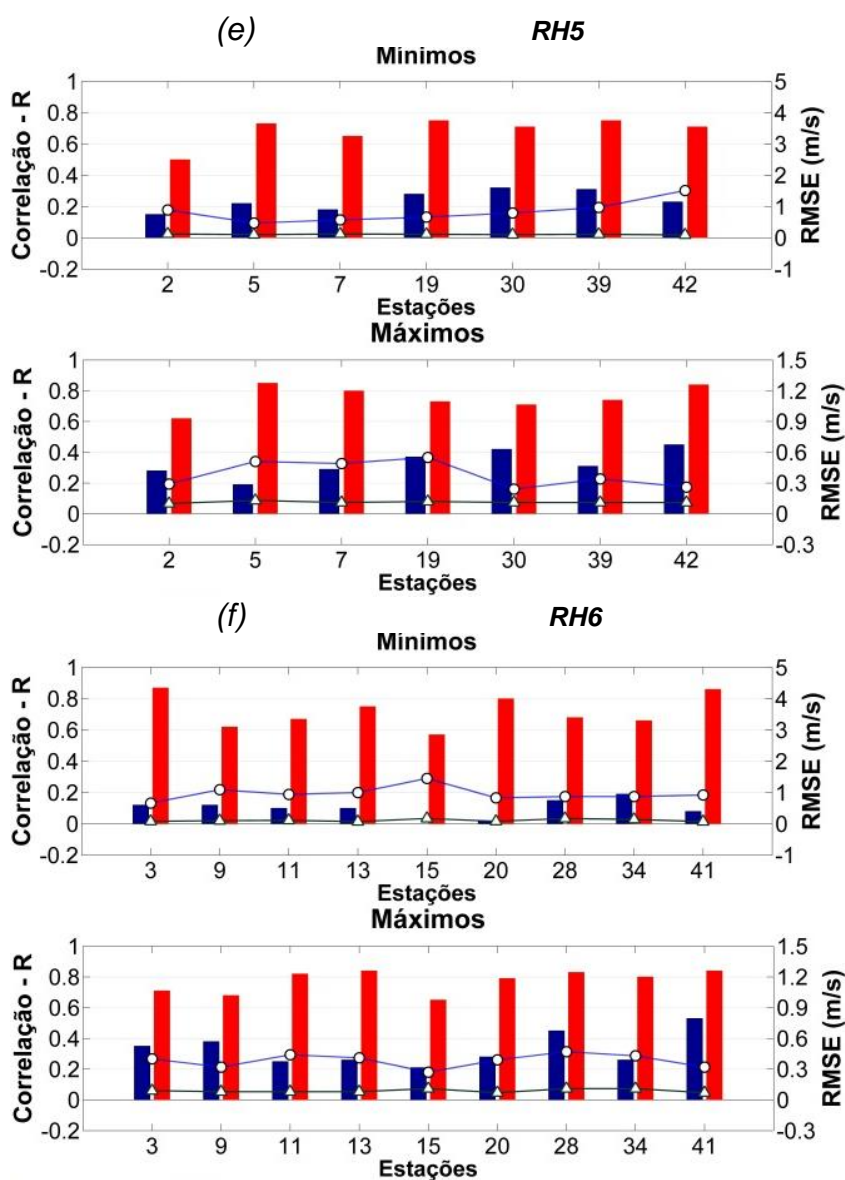 (e) RH5
Mínimos
Correlação - R
1
0.8
0.6
0.4
0.2
0
-0.2
5
4
3
2
1
0
-1
RMSE (m/s)
2 5 7 19 30 39 42
Estações
Máximos
Correlação - R
1
0.8
0.6
0.4
0.2
0
-0.2
1.5
1.2
0.9
0.6
0.3
0
-0.3
RMSE (m/s)
2 5 7 19 30 39 42
Estações
(f) RH6
Mínimos
Correlação - R
1
0.8
0.6
0.4
0.2
0
-0.2
5
4
3
2
1
0
-1
RMSE (m/s)
3 9 11 13 15 20 28 34 41
Estações
Máximos
Correlação - R
1
0.8
0.6
0.4
0.2
0
-0.2
1.5
1.2
0.9
0.6
0.3
0
-0.3
RMSE (m/s)
3 9 11 13 15 20 28 34 41
Estações